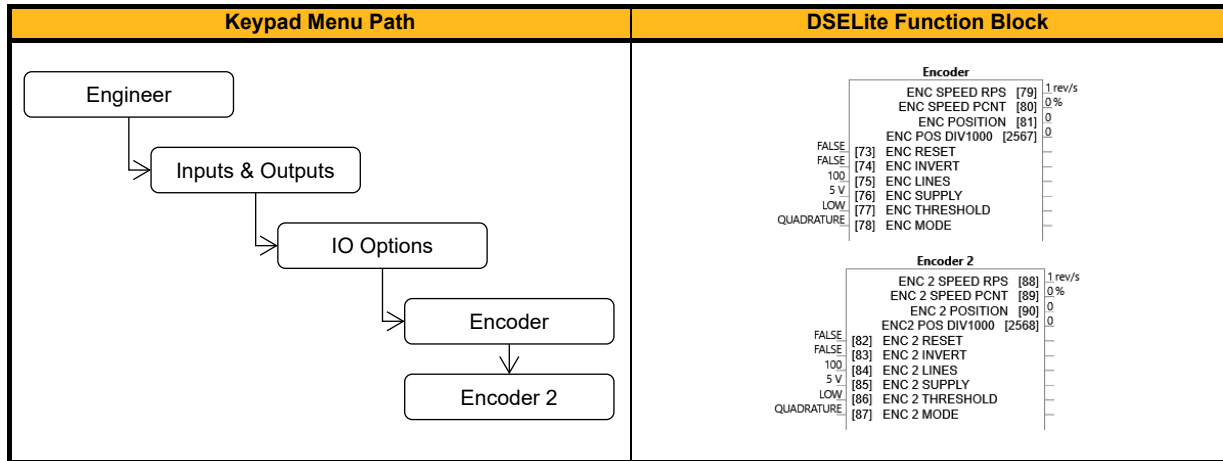 Keypad Menu Path
DSELite Function Block
Engineer
Inputs & Outputs
IO Options
Encoder
Encoder 2
Encoder
ENC SPEED RPS [79] 1 rev/s
ENC SPEED PCNT [80] 0 %
ENC POSITION [81] 0
ENC POS DIV1000 [2567] 0
FALSE [73] ENC RESET
FALSE [74] ENC INVERT
100 [75] ENC LINES
5 V [76] ENC SUPPLY
LOW [77] ENC THRESHOLD
QUADRATURE [78] ENC MODE
Encoder 2
ENC 2 SPEED RPS [88] 1 rev/s
ENC 2 SPEED PCNT [89] 0 %
ENC 2 POSITION [90] 0
ENC2 POS DIV1000 [2568] 0
FALSE [82] ENC 2 RESET
FALSE [83] ENC 2 INVERT
100 [84] ENC 2 LINES
5 V [85] ENC 2 SUPPLY
LOW [86] ENC 2 THRESHOLD
QUADRATURE [87] ENC 2 MODE